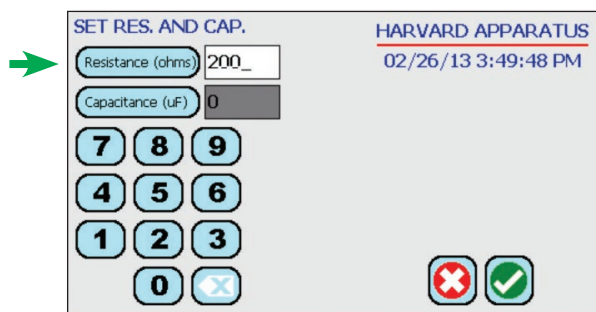 SET RES. AND CAP.
HARVARD APPARATUS
02/26/13 3:49:48 PM
Resistance (ohms) 200_
Capacitance (uF) 0
7 8 9
4 5 6
1 2 3
0